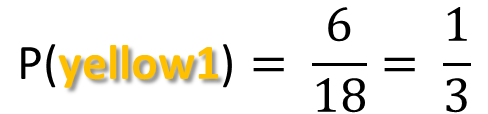 P(yellow1) = 6/18 = 1/3